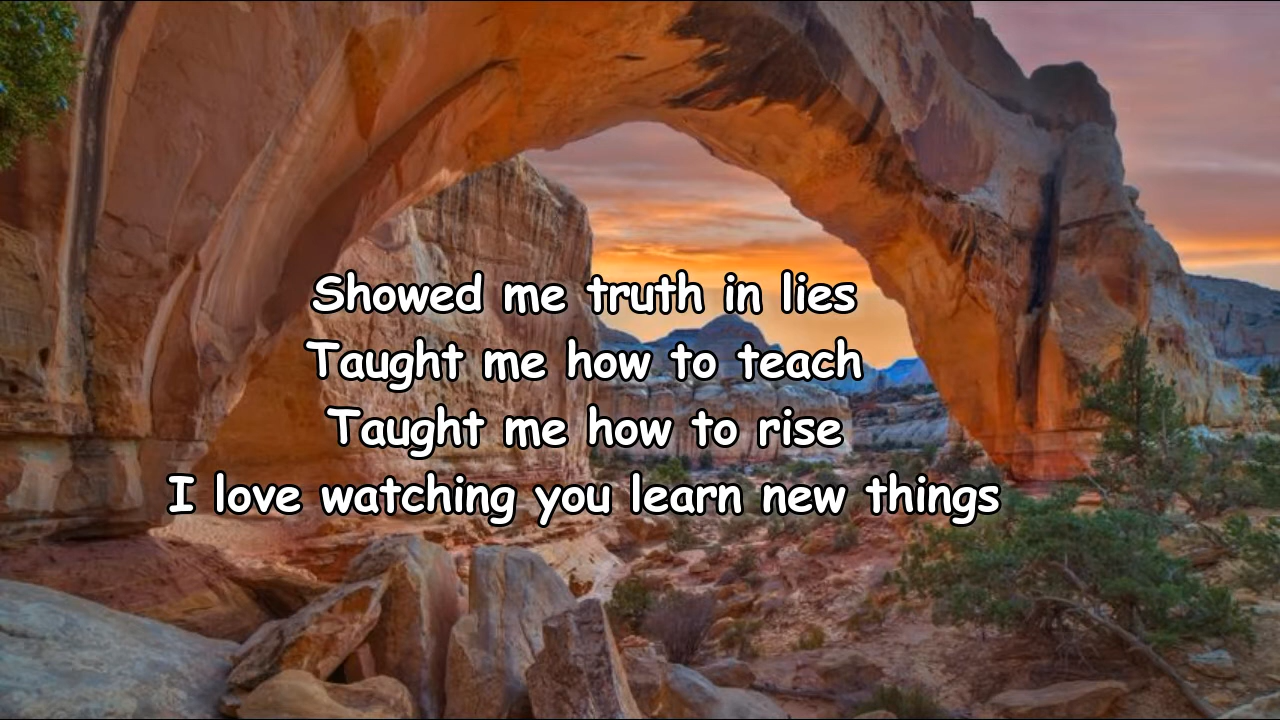 Showed me truth in lies
Taught me how to teach
Taught me how to rise
I love watching you learn new things